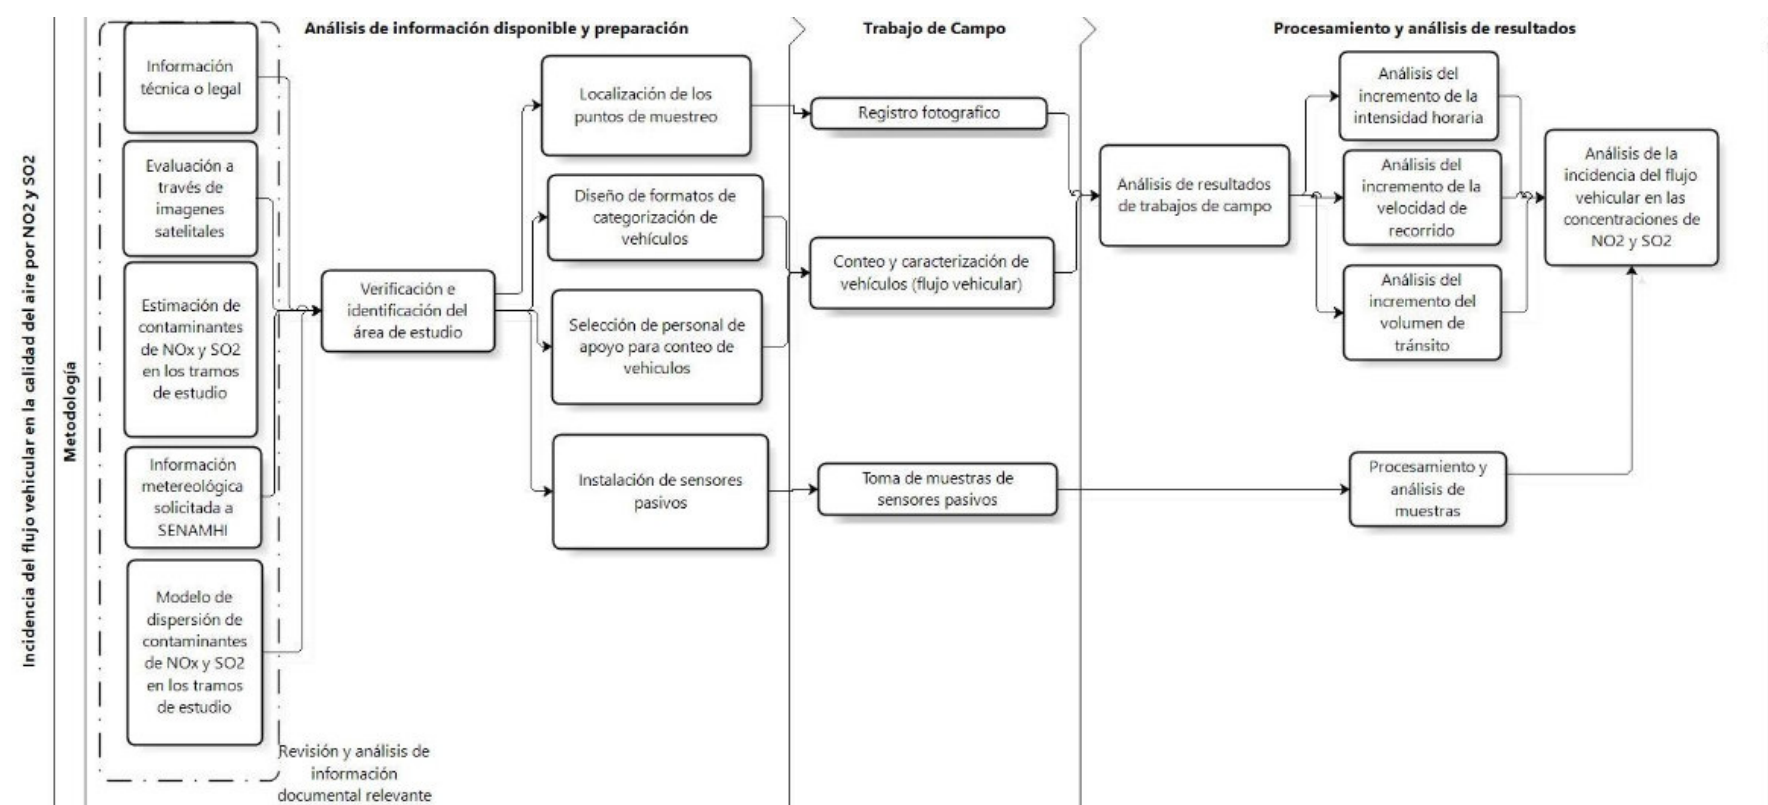 Incidencia del flujo vehicular en la calidad del aire por NO2 y SO2
Metodología
Análisis de información disponible y preparación
Trabajo de Campo
Procesamiento y análisis de resultados
Información
técnica o legal
Evaluación a
través de
imagenes
satelitales
Estimación de
contaminantes
de NOx y SO2
en los tramos
de estudio
Información
metereológica
solicitada a
SENAMHI
Modelo de
dispersión de
contaminantes
de NOx y SO2
en los tramos
de estudio
Revisión y análisis de
información
documental relevante
Verificación e
identificación del
área de estudio
Localización de los
puntos de muestreo
Diseño de formatos de
categorización de
vehículos
Selección de personal de
apoyo para conteo de
vehiculos
Instalación de sensores
pasivos
Registro fotografico
Conteo y caracterización de
vehículos (flujo vehicular)
Toma de muestras de
sensores pasivos
Análisis de resultados
de trabajos de campo
Análisis del
incremento de la
intensidad horaria
Análisis del
incremento de la
velocidad de
recorrido
Análisis del
incremento del
volumen de
tránsito
Procesamiento y
análisis de
muestras
Análisis de la
incidencia del flujo
vehicular en las
concentraciones de
NO2 y SO2